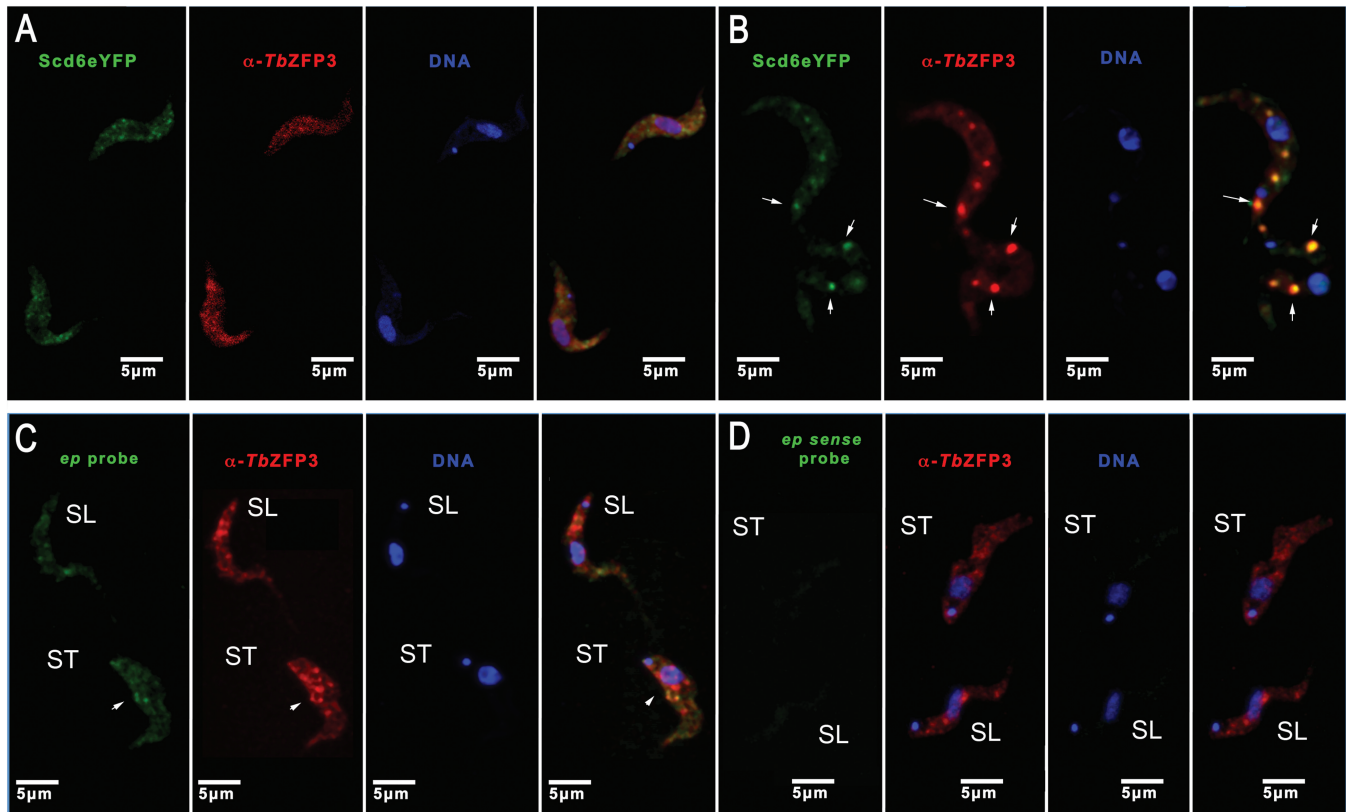 A
Scd6eYFP
α-TbZFP3
DNA
5µm
5µm
5µm
5µm
B
Scd6eYFP
α-TbZFP3
DNA
5µm
5µm
5µm
5µm
C
ep probe
α-TbZFP3
DNA
SL
SL
SL
SL
ST
ST
ST
ST
5µm
5µm
5µm
5µm
D
ep sense
probe
α-TbZFP3
DNA
ST
ST
ST
ST
SL
SL
SL
SL
5µm
5µm
5µm
5µm